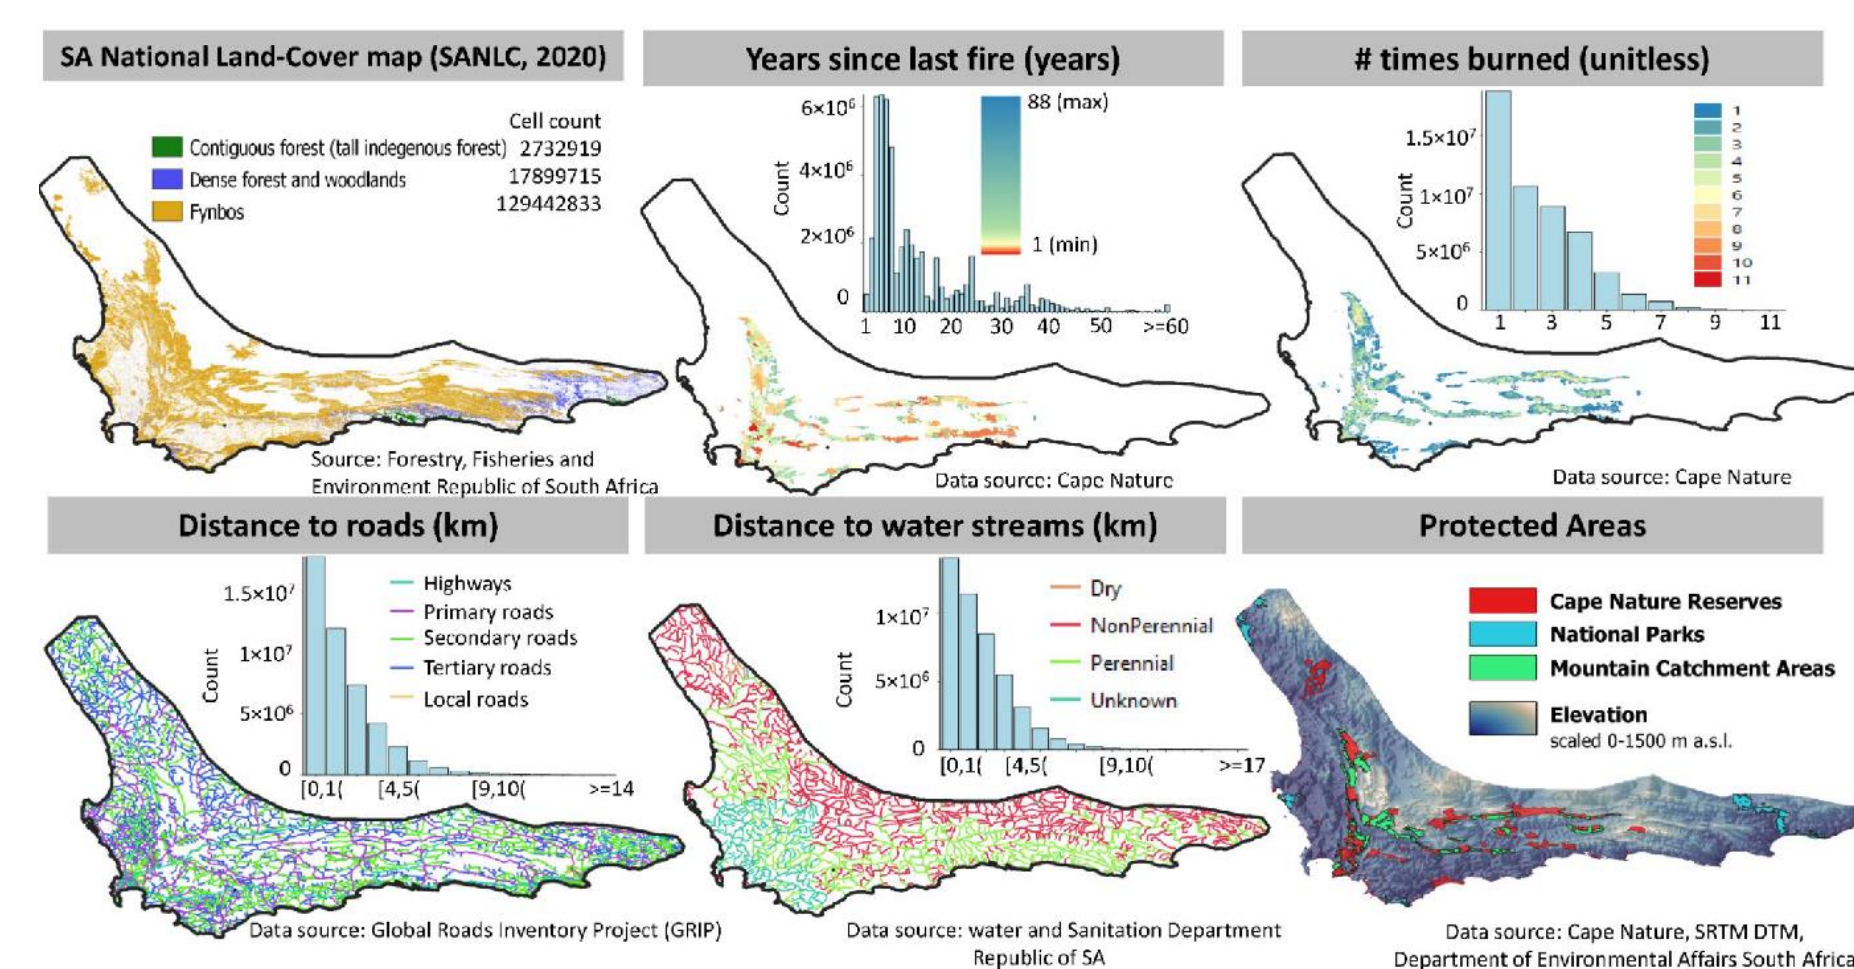 SA National Land-Cover map (SANLC, 2020)
Cell count
Contiguous forest (tall indegenous forest) 2732919
Dense forest and woodlands 17899715
Fynbos 129442833
Source: Forestry, Fisheries and
Environment Republic of South Africa
Years since last fire (years)
6×10⁶
4×10⁶
2×10⁶
0
Count
88 (max)
1 (min)
1 10 20 30 40 50 >=60
Data source: Cape Nature
# times burned (unitless)
1.5×10⁷
1×10⁷
5×10⁶
0
Count
1
2
3
4
5
6
7
8
9
10
11
1 3 5 7 9 11
Data source: Cape Nature
Distance to roads (km)
1.5×10⁷
1×10⁷
5×10⁶
0
Count
Highways
Primary roads
Secondary roads
Tertiary roads
Local roads
[0,1( [4,5( [9,10( >=14
Data source: Global Roads Inventory Project (GRIP)
Distance to water streams (km)
1×10⁷
5×10⁶
0
Count
Dry
NonPerennial
Perennial
Unknown
[0,1( [4,5( [9,10( >=17
Data source: water and Sanitation Department
Republic of SA
Protected Areas
Cape Nature Reserves
National Parks
Mountain Catchment Areas
Elevation
scaled 0-1500 m a.s.l.
Data source: Cape Nature, SRTM DTM,
Department of Environmental Affairs South Africa